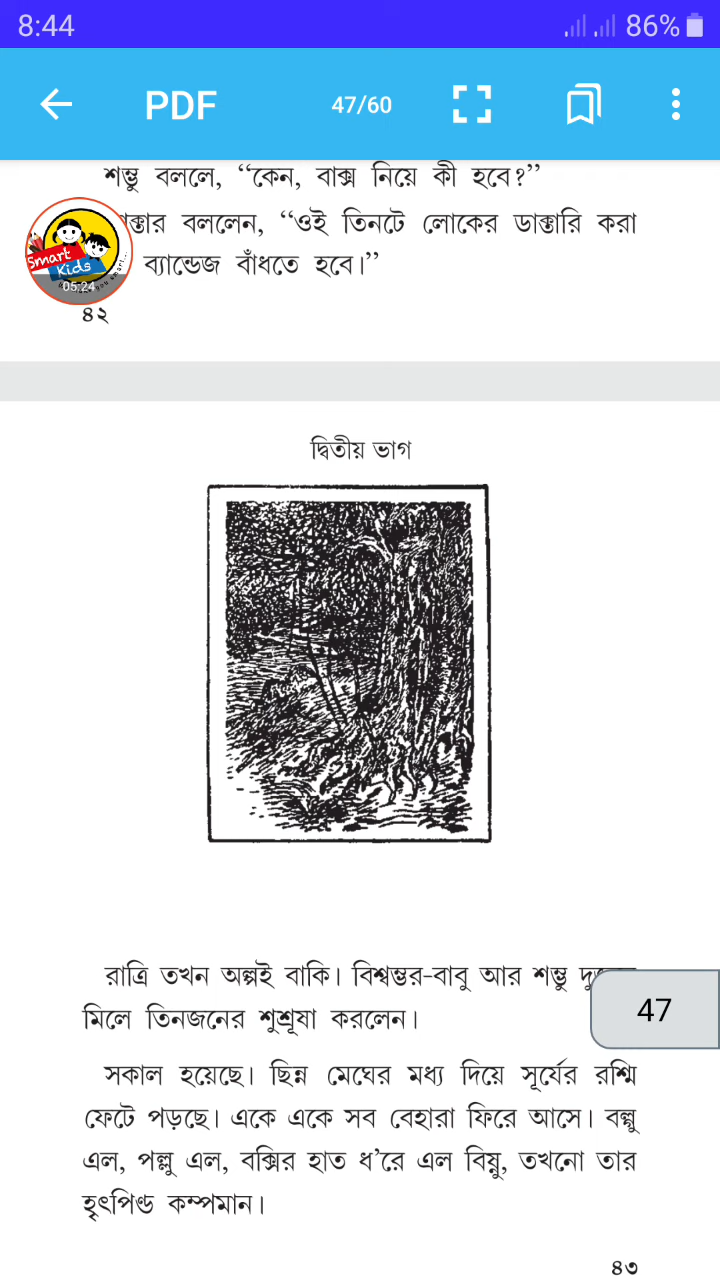 8:44
86%
PDF
47/60
শম্ভু বললে, “কেন, বাক্স নিয়ে কী হবে?”
বললেন, “ওই তিনটে লোকের ডাক্তারি করা
ব্যান্ডেজ বাঁধতে হবে।”
Smart
Kids
05:24
৪২
দ্বিতীয় ভাগ
রাত্রি তখন অল্পই বাকি। বিশ্বম্ভর-বাবু আর শম্ভু
মিলে তিনজনের শুশ্রূষা করলেন।
47
সকাল হয়েছে। ছিন্ন মেঘের মধ্য দিয়ে সূর্যের রশ্মি
ফেটে পড়ছে। একে একে সব বেহারা ফিরে আসে। বল্গু
এল, পল্লু এল, বক্সির হাত ধ’রে এল বিষ্ণু, তখনো তার
হৃৎপিণ্ড কম্পমান।
৪৩